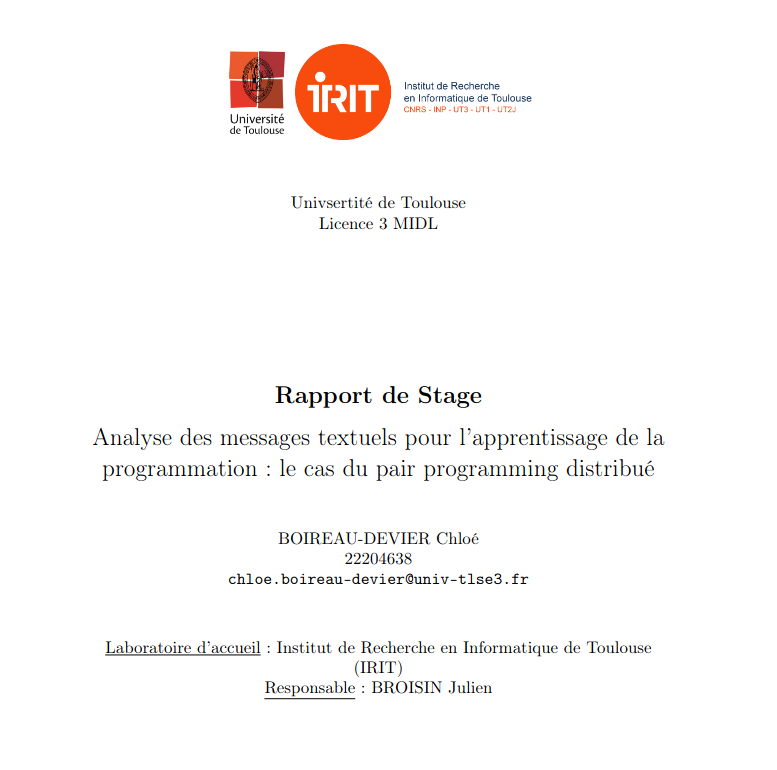 Université
de Toulouse
IRIT
Institut de Recherche
en Informatique de Toulouse
CNRS - INP - UT3 - UT1 - UT2J
Univsertité de Toulouse
Licence 3 MIDL
Rapport de Stage
Analyse des messages textuels pour l'apprentissage de la
programmation : le cas du pair programming distribué
BOIREAU-DEVIER Chloé
22204638
chloe.boireau-devier@univ-tlse3.fr
Laboratoire d'accueil : Institut de Recherche en Informatique de Toulouse
(IRIT)
Responsable : BROISIN Julien